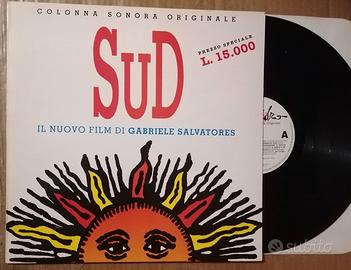 COLONNA SONORA ORIGINALE
SuD
PREZZO SPECIALE
L. 15.000
IL NUOVO FILM DI GABRIELE SALVATORES
A
subito